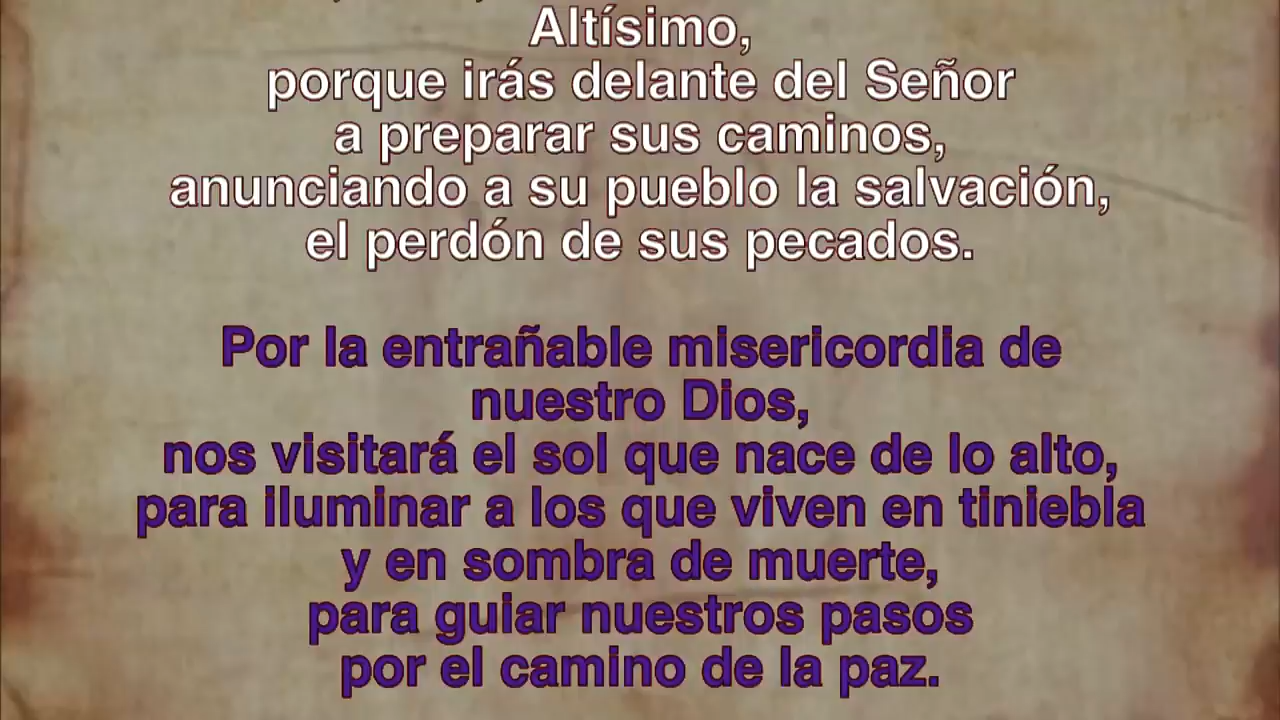 Altísimo,
porque irás delante del Señor
a preparar sus caminos,
anunciando a su pueblo la salvación,
el perdón de sus pecados.
Por la entrañable misericordia de
nuestro Dios,
nos visitará el sol que nace de lo alto,
para iluminar a los que viven en tiniebla
y en sombra de muerte,
para guiar nuestros pasos
por el camino de la paz.